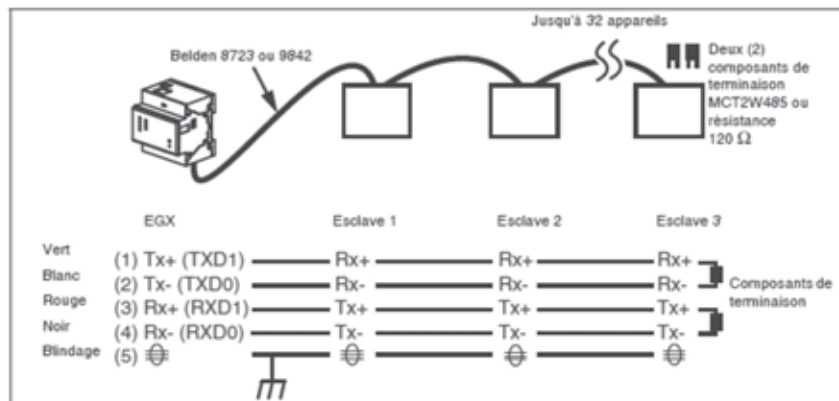 Jusqu'à 32 appareils
Belden 8723 ou 9842
Deux (2)
composants de
terminaison
MCT2W485 ou
rèsistance
120 Ω
EGX
Esclave 1
Esclave 2
Esclave 3
Vert
(1) Tx+ (TXD1)
Rx+
Rx+
Rx+
Blanc
(2) Tx- (TXD0)
Rx-
Rx-
Rx-
Rouge
(3) Rx+ (RXD1)
Tx+
Tx+
Tx+
Noir
(4) Rx- (RXD0)
Tx-
Tx-
Tx-
Blindage
(5)
Composants de
terminaison